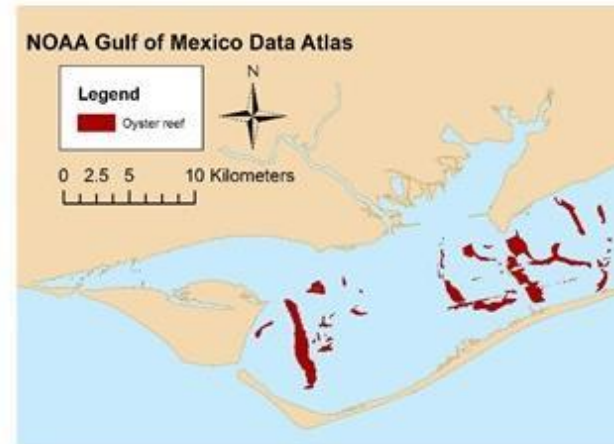 NOAA Gulf of Mexico Data Atlas
N
Legend
Oyster reef
0 2.5 5 10 Kilometers